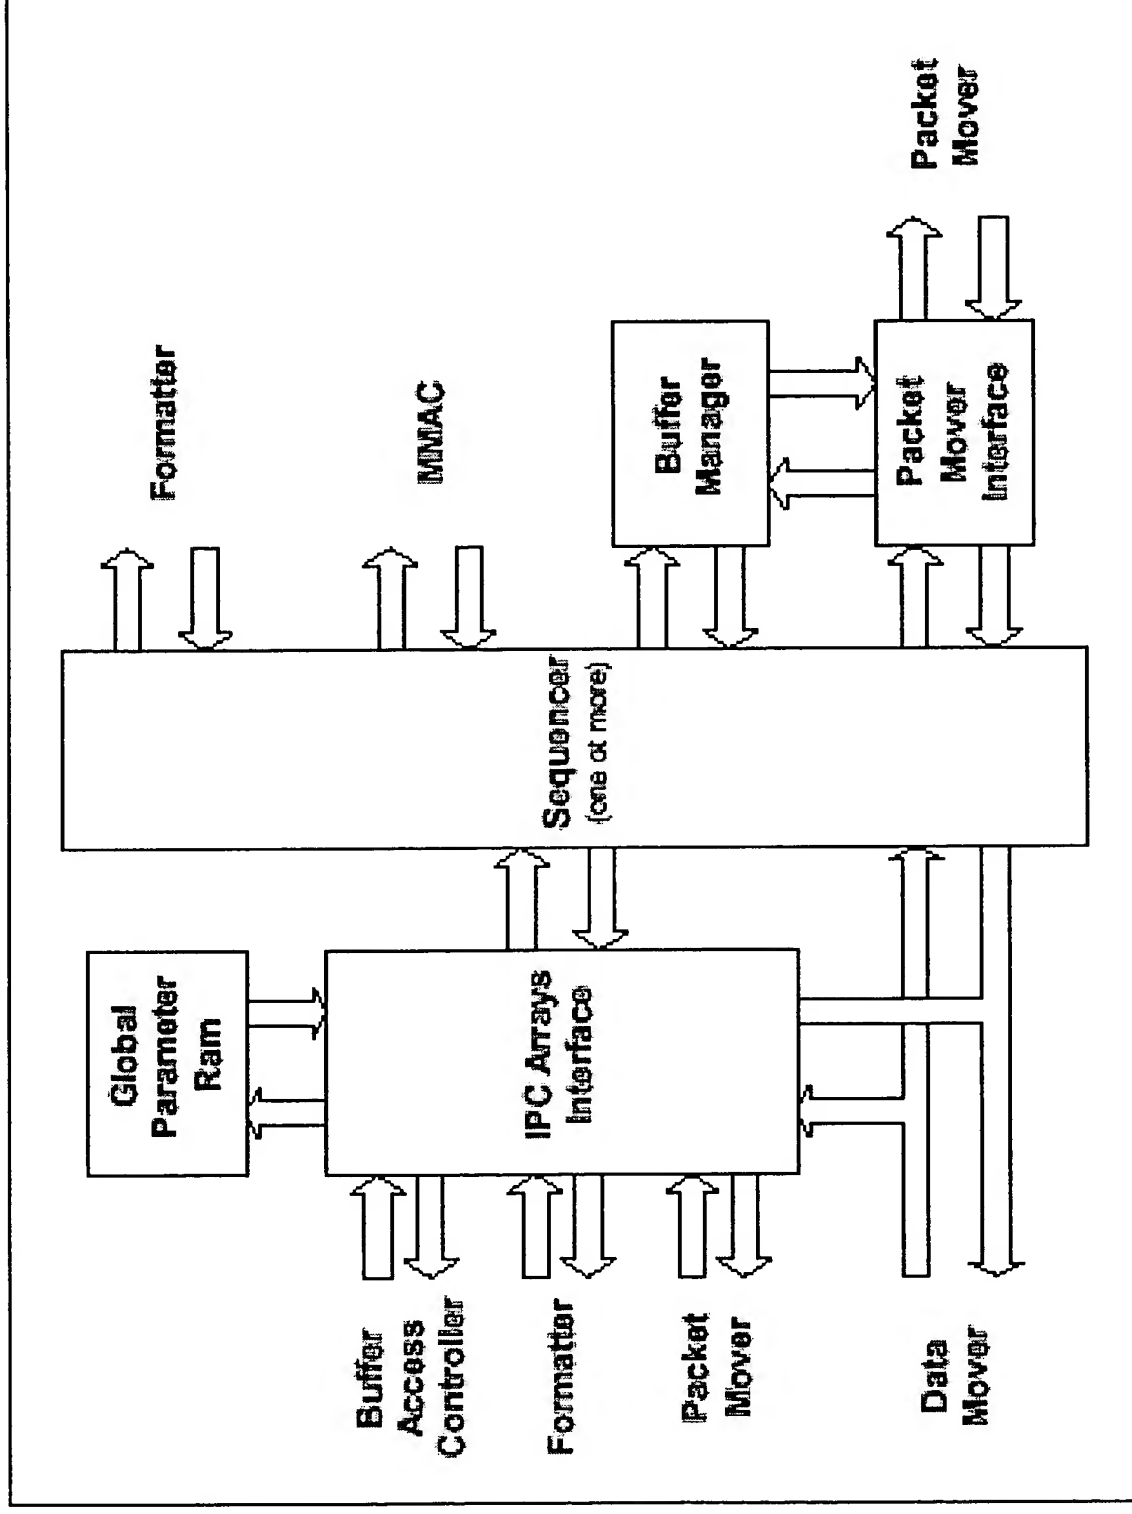 Global
Parameter
Ram
Buffer
Access
Controller
Formatter
Packet
Mover
Data
Mover
IPC Arrays
Interface
Sequencer
(one ot more)
Formatter
MMAC
Buffer
Manager
Packet
Mover
Interface
Packet
Mover